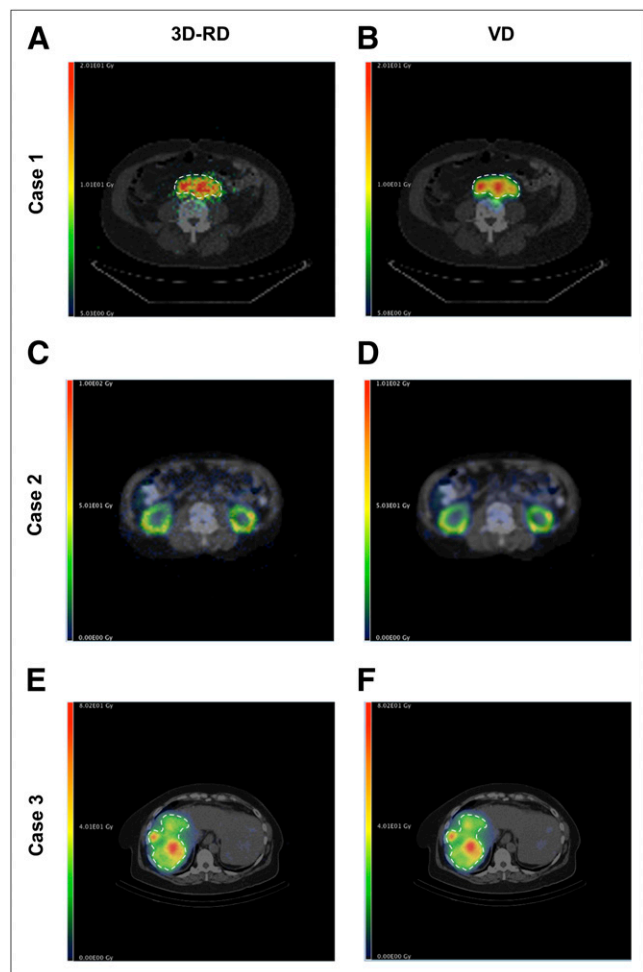 3D-RD
VD
A
B
Case 1
2.01E01 Gy
1.01E01 Gy
5.03E00 Gy
2.01E01 Gy
1.00E01 Gy
5.08E00 Gy
C
D
Case 2
1.00E02 Gy
5.01E01 Gy
0.00E00 Gy
1.01E02 Gy
5.03E01 Gy
0.00E00 Gy
E
F
Case 3
8.02E01 Gy
4.01E01 Gy
0.00E00 Gy
8.02E01 Gy
4.01E01 Gy
0.00E00 Gy